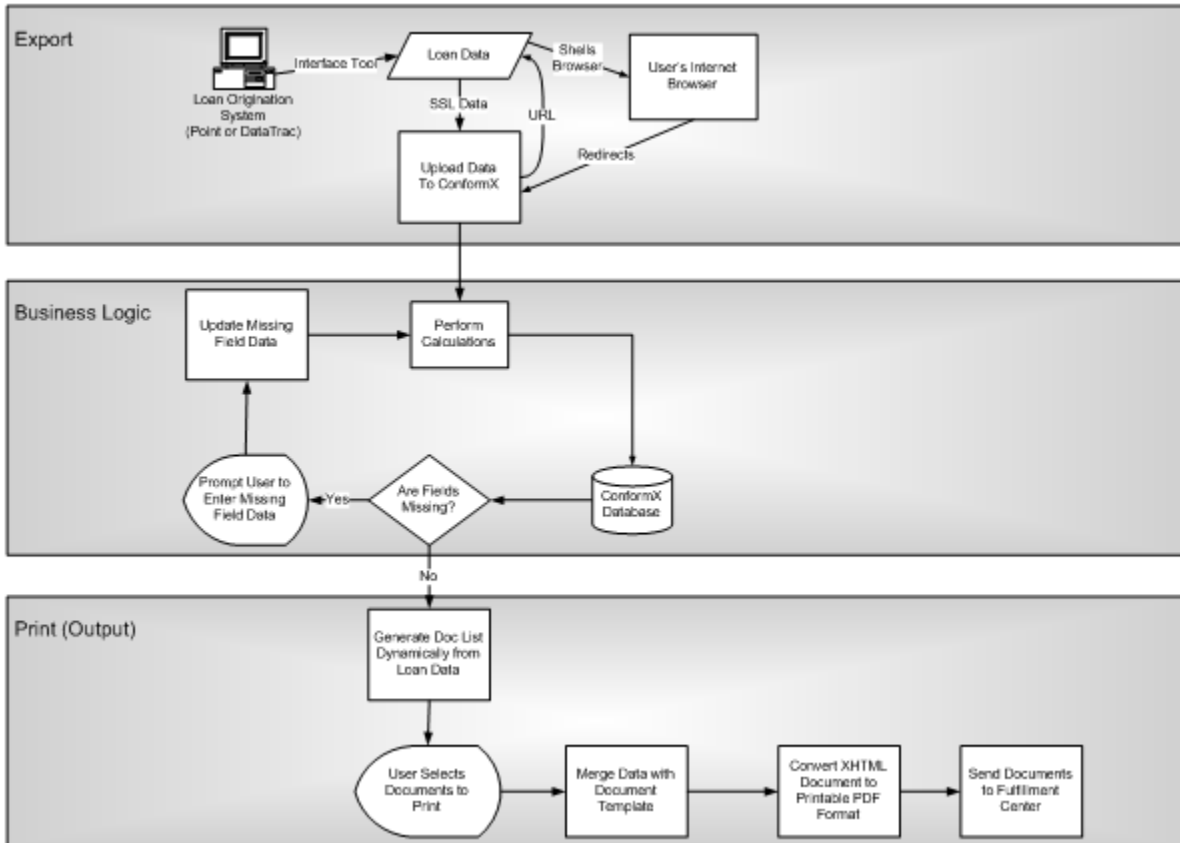 Export
Loan Origination
System
(Point or DataTrac)
Interface Tool
Loan Data
Shells
Browser
User's Internet
Browser
SSL Data
URL
Redirects
Upload Data
To ConformX
Business Logic
Update Missing
Field Data
Perform
Calculations
Prompt User to
Enter Missing
Field Data
Yes
Are Fields
Missing?
ConformX
Database
No
Print (Output)
Generate Doc List
Dynamically from
Loan Data
User Selects
Documents to
Print
Merge Data with
Document
Template
Convert XHTML
Document to
Printable PDF
Format
Send Documents
to Fulfillment
Center